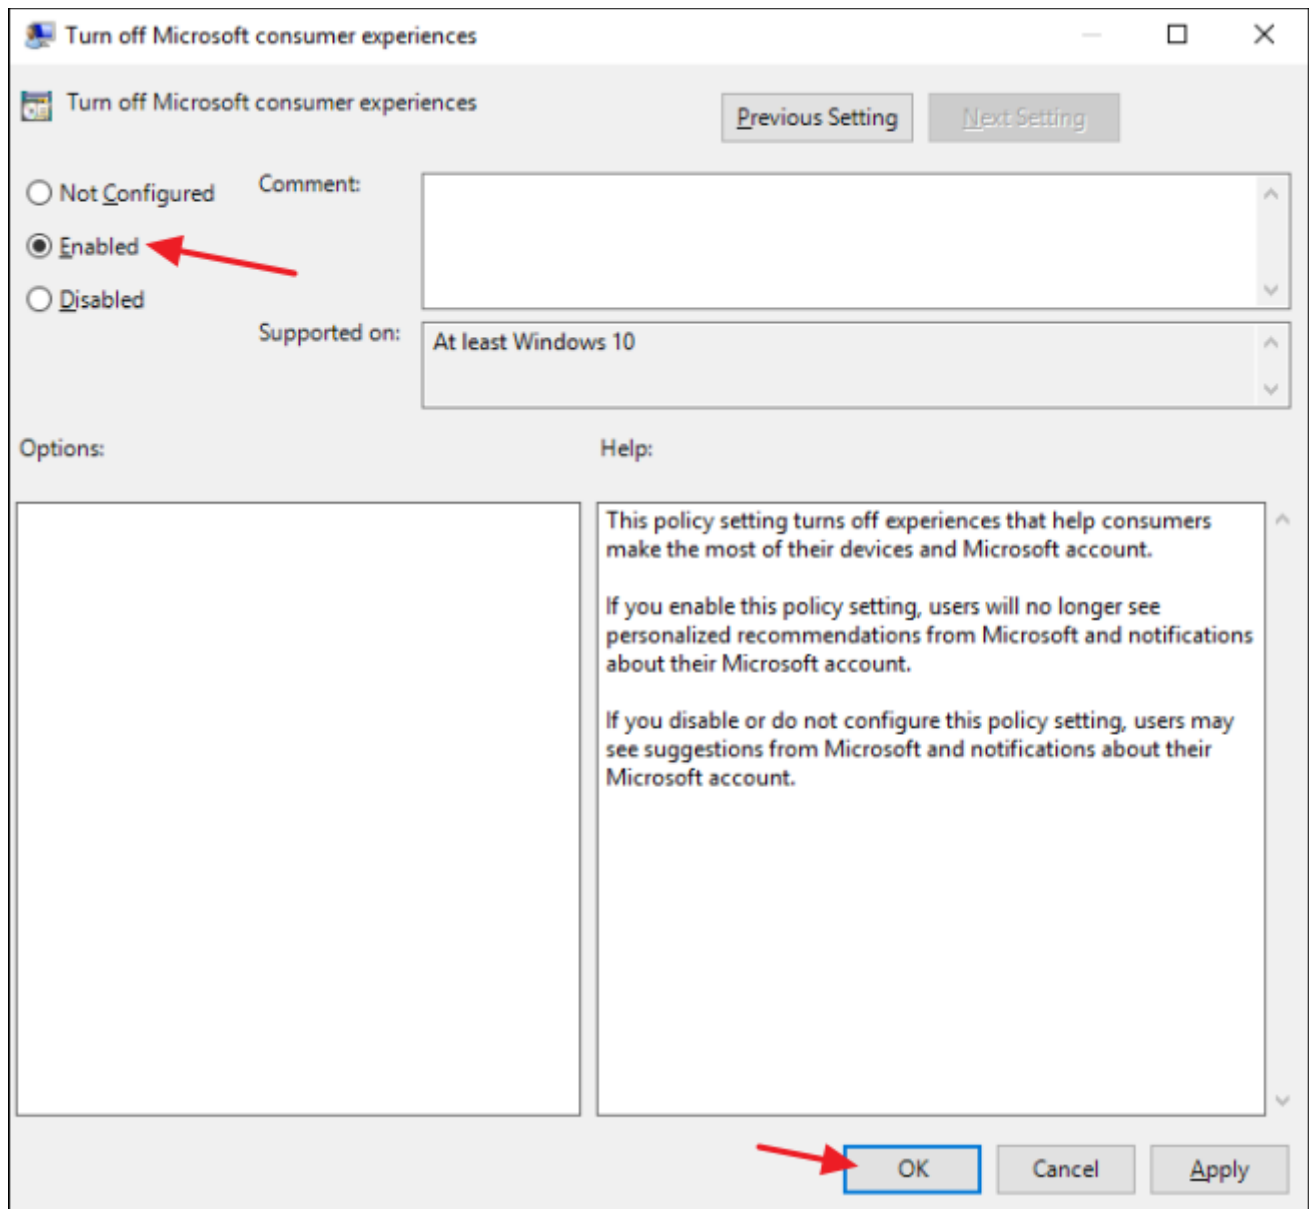 Turn off Microsoft consumer experiences
Turn off Microsoft consumer experiences
Previous Setting
Next Setting
Not Configured
Comment:
Enabled
Disabled
Supported on:
At least Windows 10
Options:
Help:
This policy setting turns off experiences that help consumers
make the most of their devices and Microsoft account.
If you enable this policy setting, users will no longer see
personalized recommendations from Microsoft and notifications
about their Microsoft account.
If you disable or do not configure this policy setting, users may
see suggestions from Microsoft and notifications about their
Microsoft account.
OK
Cancel
Apply